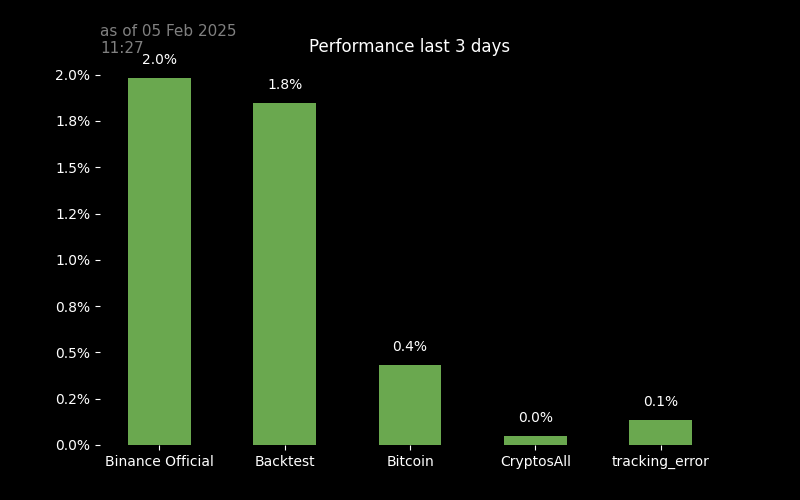 as of 05 Feb 2025
11:27
Performance last 3 days
2.0%
1.8%
0.4%
0.0%
0.1%
2.0%
1.8%
1.5%
1.2%
1.0%
0.8%
0.5%
0.2%
0.0%
Binance Official
Backtest
Bitcoin
CryptosAll
tracking_error